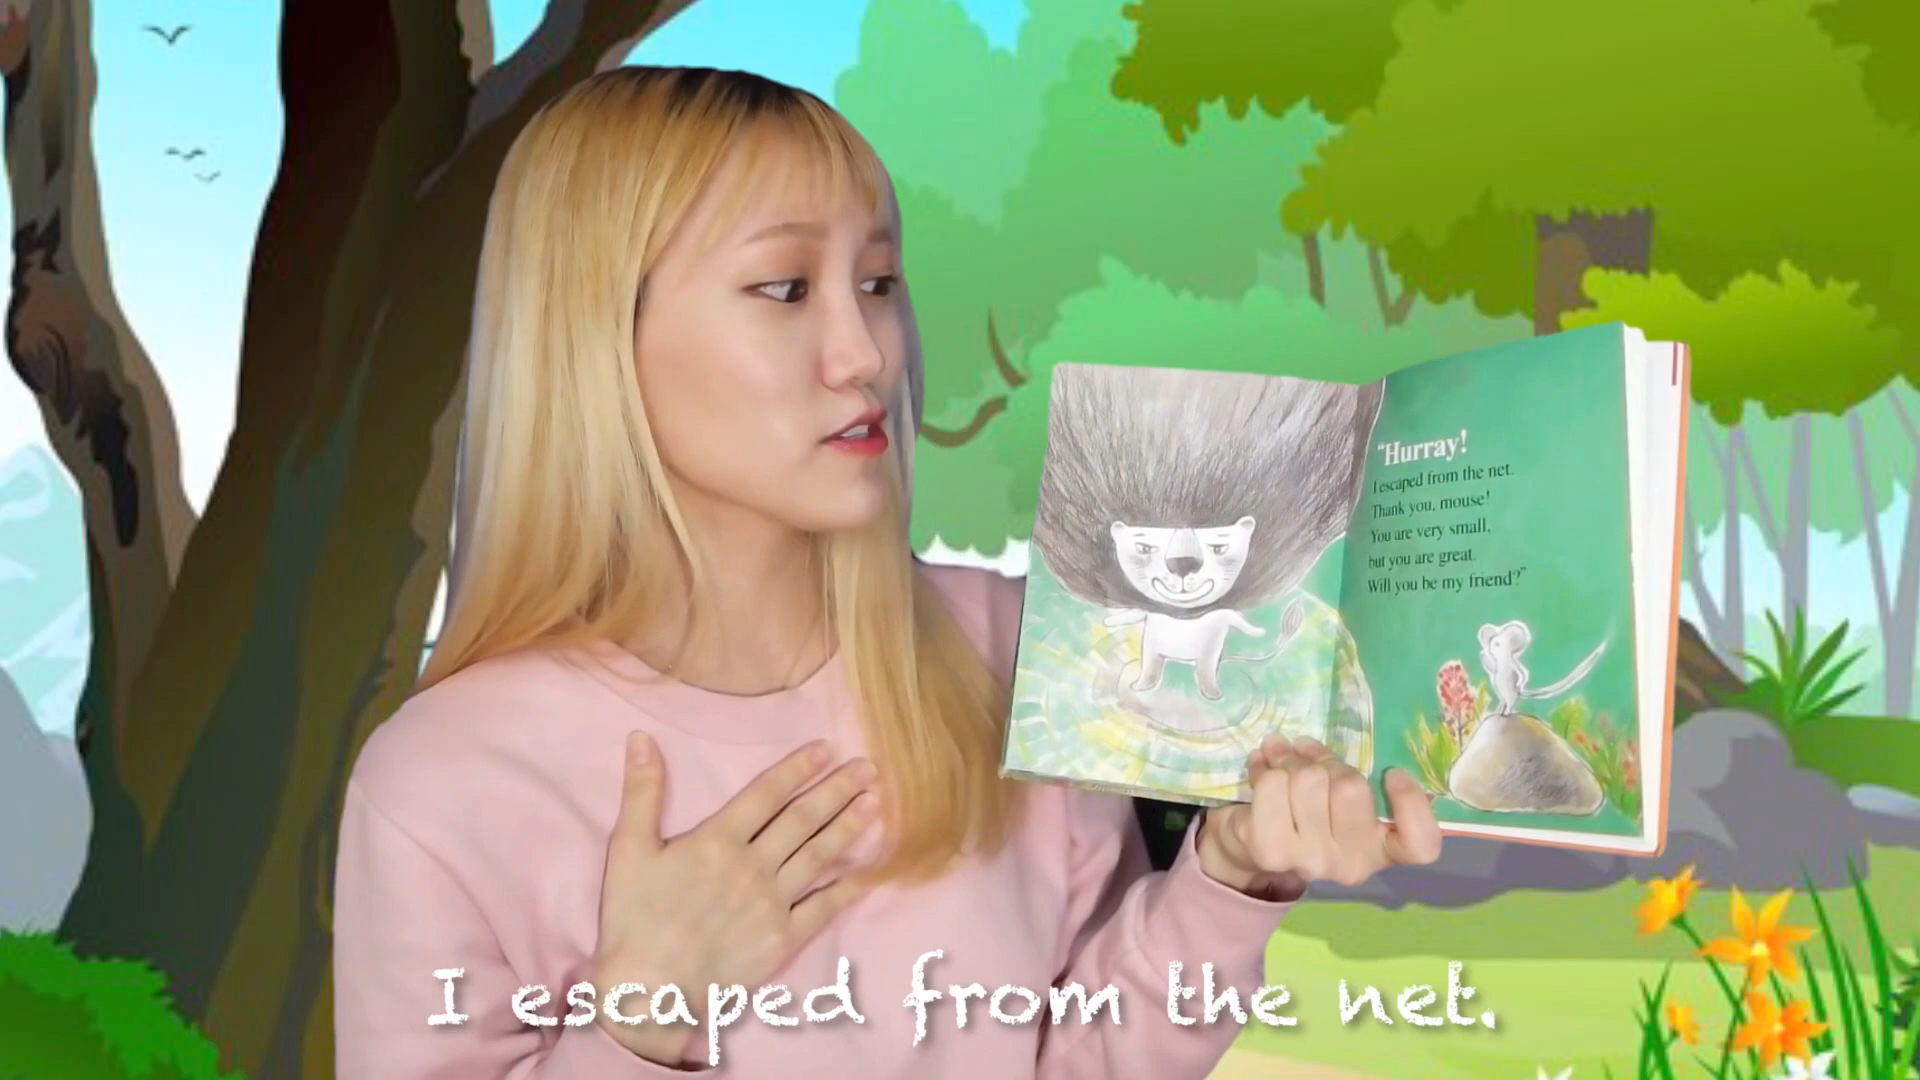 "Hurray!
I escaped from the net.
Thank you, mouse!
You are very small,
but you are great.
Will you be my friend?"
I escaped from the net.